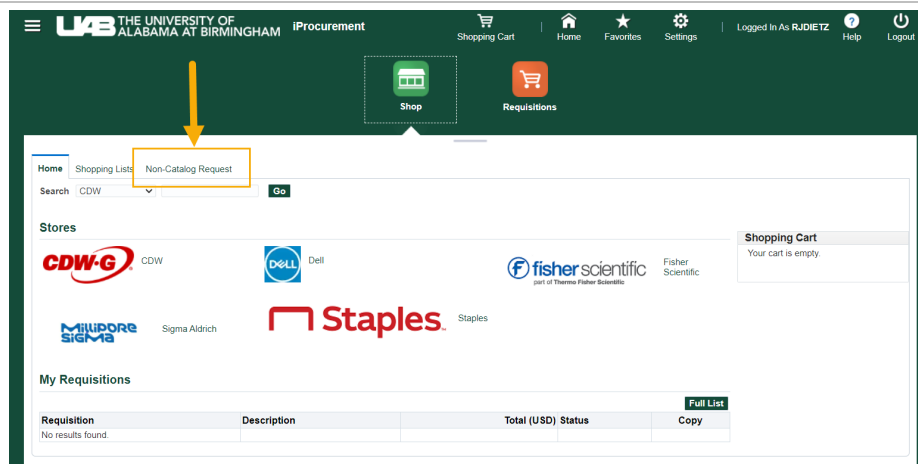 UAB THE UNIVERSITY OF
ALABAMA AT BIRMINGHAM
iProcurement
Shopping Cart
Home
Favorites
Settings
Logged In As RJDIETZ
?
Help
Logout
Shop
Requisitions
Home Shopping Lists Non-Catalog Request
Search CDW Go
Stores
Shopping Cart
Your cart is empty.
CDW·G CDW
DELL Dell
fisher scientific
part of Thermo Fisher Scientific
Fisher
Scientific
MilliporE
SigMa
Sigma Aldrich
Staples
Staples
My Requisitions
Full List
Requisition Description Total (USD) Status Copy
No results found.